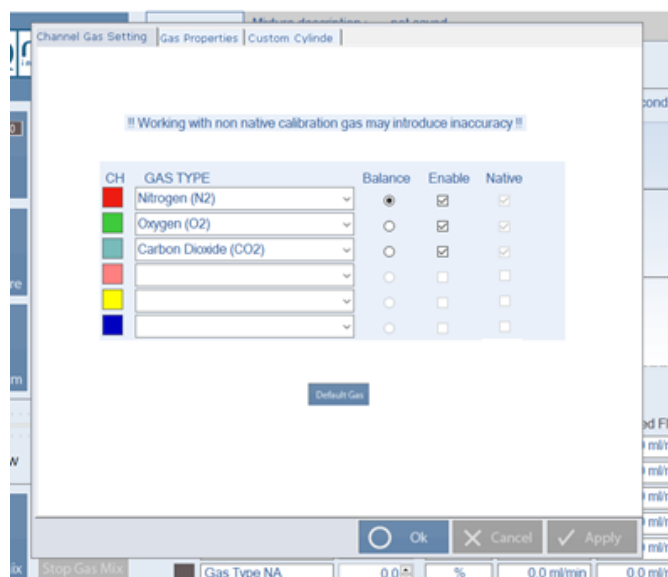 Mixture description : not saved
Channel Gas Setting Gas Properties Custom Cylinde
!! Working with non native calibration gas may introduce inaccuracy !!
CH GAS TYPE Balance Enable Native
Nitrogen (N2)
Oxygen (O2)
Carbon Dioxide (CO2)
Default Gas
Ok Cancel Apply
Stop Gas Mix
Gas Type NA 0.0 % 0.0 ml/min 0.0 ml/